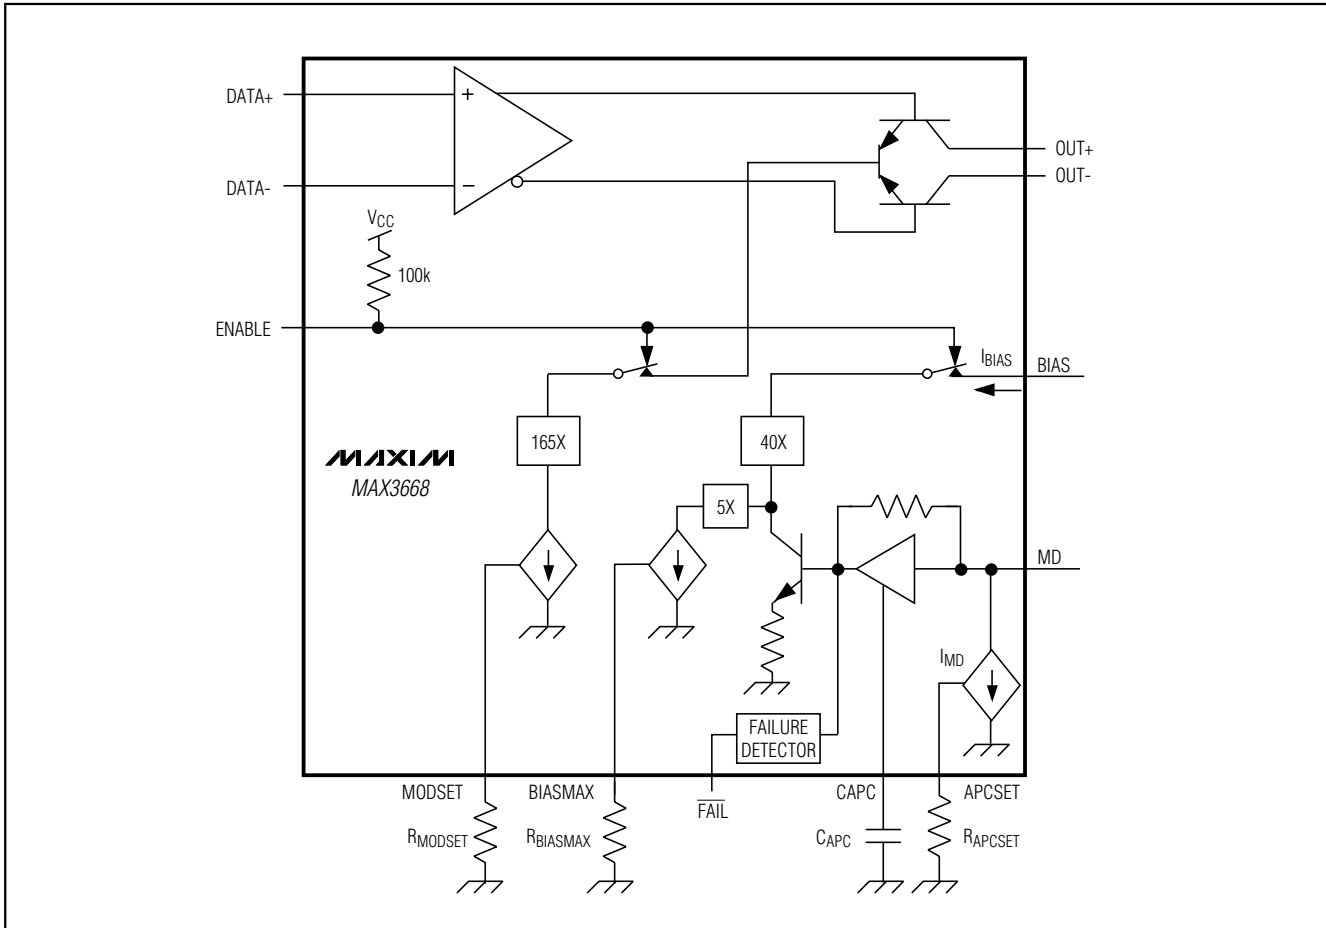 DATA+
+
OUT+
OUT-
DATA-
−
VCC
100k
ENABLE
IBIAS
BIAS
165X
40X
MAXIM
MAX3668
5X
MD
IMD
FAILURE
DETECTOR
MODSET
BIASMAX
FAIL
CAPC
APCSET
RMODSET
RBIASMAX
CAPC
RAPCSET